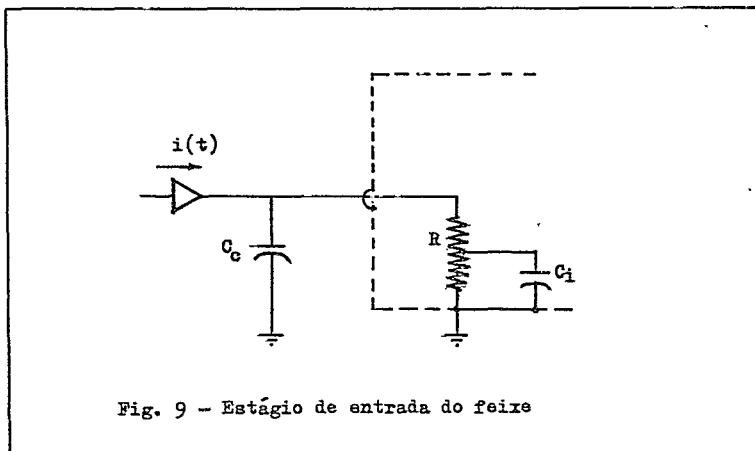 i(t)
C_c
R
C_i
Fig. 9 - Estágio de entrada do feixe